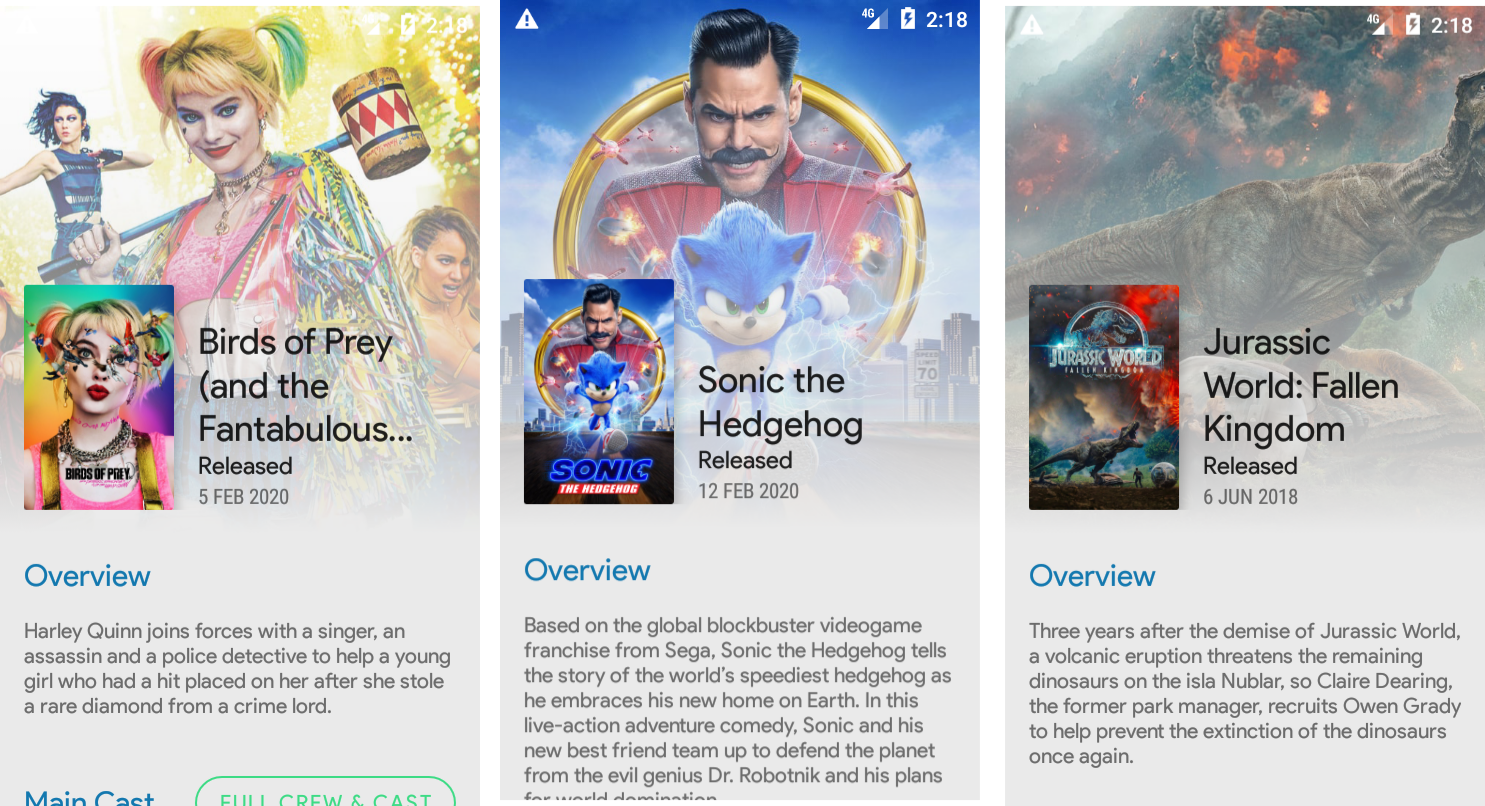 2:18
BIRDS OF PREY
Birds of Prey
(and the
Fantabulous...
Released
5 FEB 2020
Overview
Harley Quinn joins forces with a singer, an
assassin and a police detective to help a young
girl who had a hit placed on her after she stole
a rare diamond from a crime lord.
Main Cast
FULL CREW & CAST
4G
2:18
SPEED
LIMIT
70
SONIC
THE HEDGEHOG
Sonic the
Hedgehog
Released
12 FEB 2020
Overview
Based on the global blockbuster videogame
franchise from Sega, Sonic the Hedgehog tells
the story of the world’s speediest hedgehog as
he embraces his new home on Earth. In this
live-action adventure comedy, Sonic and his
new best friend team up to defend the planet
from the evil genius Dr. Robotnik and his plans
for world domination.
4G
2:18
JURASSIC WORLD
FALLEN KINGDOM
Jurassic
World: Fallen
Kingdom
Released
6 JUN 2018
Overview
Three years after the demise of Jurassic World,
a volcanic eruption threatens the remaining
dinosaurs on the isla Nublar, so Claire Dearing,
the former park manager, recruits Owen Grady
to help prevent the extinction of the dinosaurs
once again.